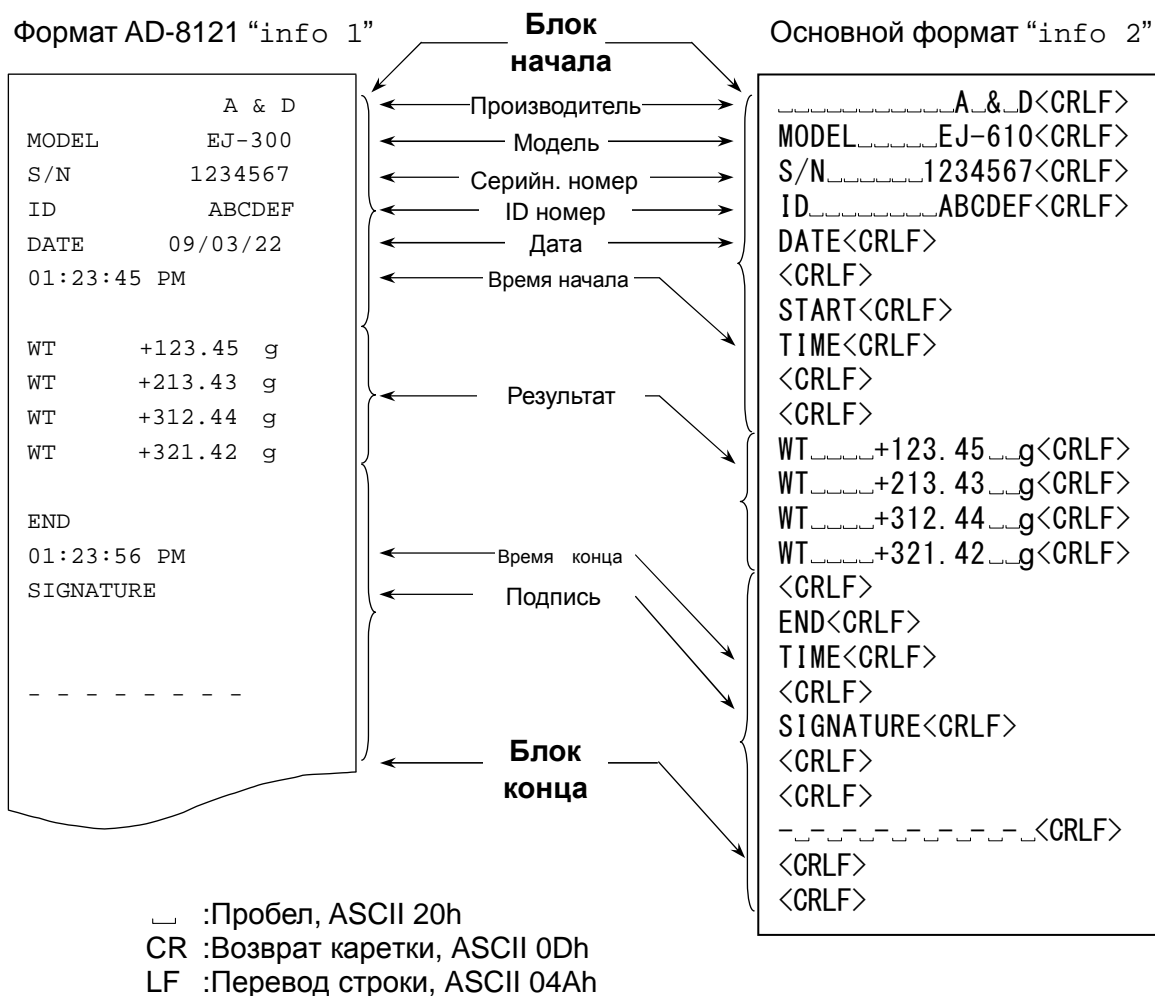 Формат AD-8121 “info 1”
Блок
начала
Основной формат “info 2”
A & D
MODEL EJ-300
S/N 1234567
ID ABCDEF
DATE 09/03/22
01:23:45 PM
WT +123.45 g
WT +213.43 g
WT +312.44 g
WT +321.42 g
END
01:23:56 PM
SIGNATURE
- - - - - - - -
Производитель
Модель
Серийн. номер
ID номер
Дата
Время начала
Результат
Время конца
Подпись
Блок
конца
␣␣␣␣␣␣␣␣␣␣␣A␣&␣D<CRLF>
MODEL␣␣␣␣␣EJ-610<CRLF>
S/N␣␣␣␣␣␣1234567<CRLF>
ID␣␣␣␣␣␣␣␣ABCDEF<CRLF>
DATE<CRLF>
<CRLF>
START<CRLF>
TIME<CRLF>
<CRLF>
<CRLF>
WT␣␣␣␣+123.45␣␣g<CRLF>
WT␣␣␣␣+213.43␣␣g<CRLF>
WT␣␣␣␣+312.44␣␣g<CRLF>
WT␣␣␣␣+321.42␣␣g<CRLF>
<CRLF>
END<CRLF>
TIME<CRLF>
<CRLF>
SIGNATURE<CRLF>
<CRLF>
<CRLF>
-␣-␣-␣-␣-␣-␣-␣-␣<CRLF>
<CRLF>
<CRLF>
␣ :Пробел, ASCII 20h
CR :Возврат каретки, ASCII 0Dh
LF :Перевод строки, ASCII 04Ah